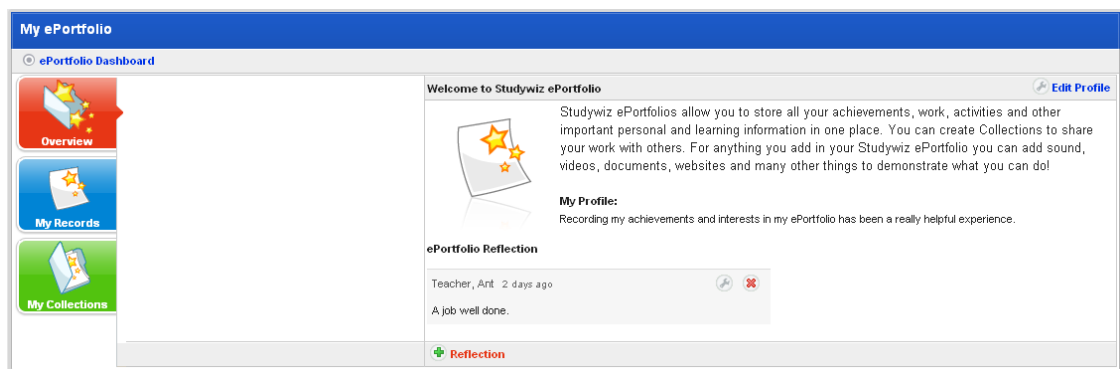 My ePortfolio
ePortfolio Dashboard
Overview
My Records
My Collections
Welcome to Studywiz ePortfolio
Edit Profile
Studywiz ePortfolios allow you to store all your achievements, work, activities and other
important personal and learning information in one place. You can create Collections to share
your work with others. For anything you add in your Studywiz ePortfolio you can add sound,
videos, documents, websites and many other things to demonstrate what you can do!
My Profile:
Recording my achievements and interests in my ePortfolio has been a really helpful experience.
ePortfolio Reflection
Teacher, Ant 2 days ago
A job well done.
Reflection